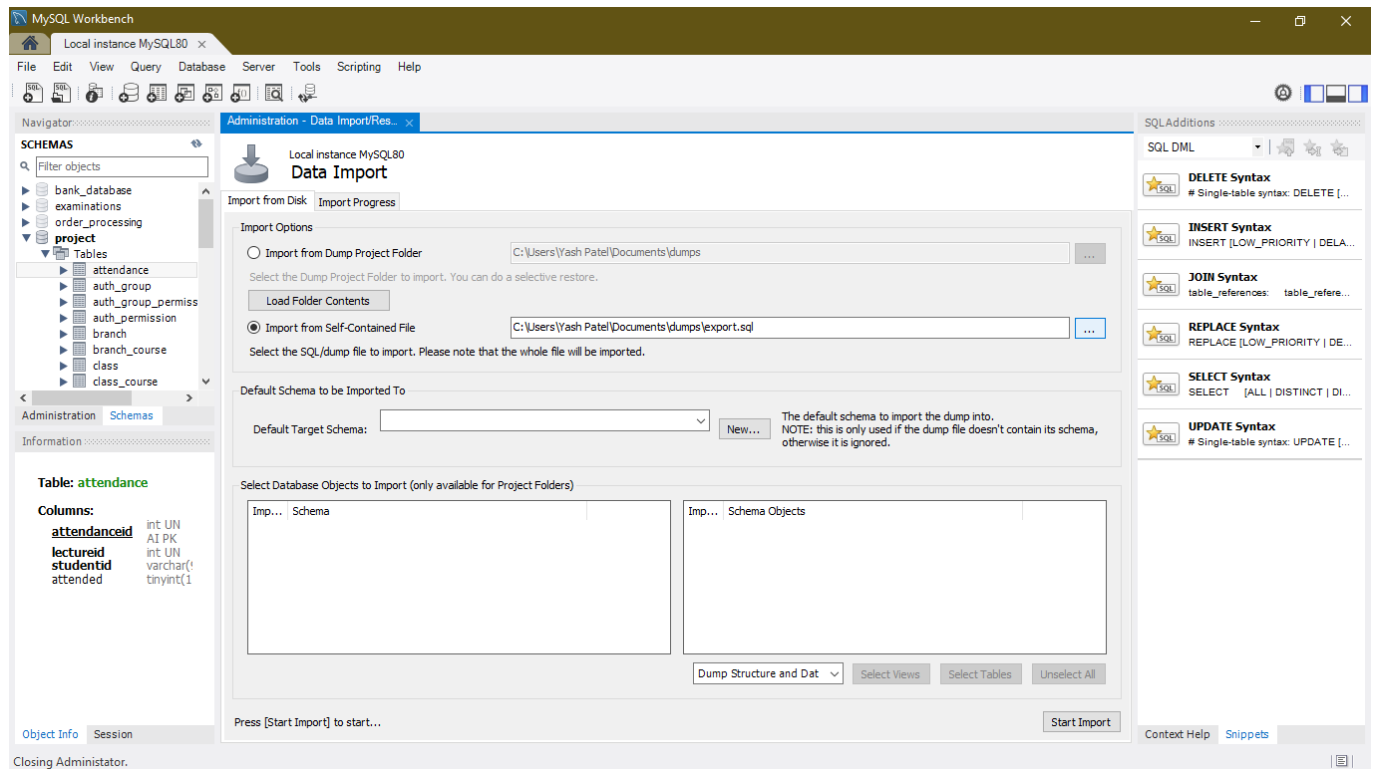 MySQL Workbench
Local instance MySQL80
File Edit View Query Database Server Tools Scripting Help
Navigator
SCHEMAS
Filter objects
bank_database
examinations
order_processing
project
Tables
attendance
auth_group
auth_group_permiss
auth_permission
branch
branch_course
class
class_course
Administration Schemas
Information
Table: attendance
Columns:
attendanceid int UN AI PK
lectureid int UN
studentid varchar(
attended tinyint(1
Object Info Session
Closing Administator.
Administration - Data Import/Res...
Local instance MySQL80
Data Import
Import from Disk Import Progress
Import Options
Import from Dump Project Folder C:\Users\Yash Patel\Documents\dumps ...
Select the Dump Project Folder to import. You can do a selective restore.
Load Folder Contents
Import from Self-Contained File C:\Users\Yash Patel\Documents\dumps\export.sql ...
Select the SQL/dump file to import. Please note that the whole file will be imported.
Default Schema to be Imported To
Default Target Schema: New...
The default schema to import the dump into.
NOTE: this is only used if the dump file doesn't contain its schema,
otherwise it is ignored.
Select Database Objects to Import (only available for Project Folders)
Imp... Schema
Imp... Schema Objects
Dump Structure and Dat Select Views Select Tables Unselect All
Press [Start Import] to start... Start Import
SQLAdditions
SQL DML
SQL
DELETE Syntax
# Single-table syntax: DELETE [...
SQL
INSERT Syntax
INSERT [LOW_PRIORITY | DELA...
SQL
JOIN Syntax
table_references: table_refere...
SQL
REPLACE Syntax
REPLACE [LOW_PRIORITY | DE...
SQL
SELECT Syntax
SELECT [ALL | DISTINCT | DI...
SQL
UPDATE Syntax
# Single-table syntax: UPDATE [...
Context Help Snippets